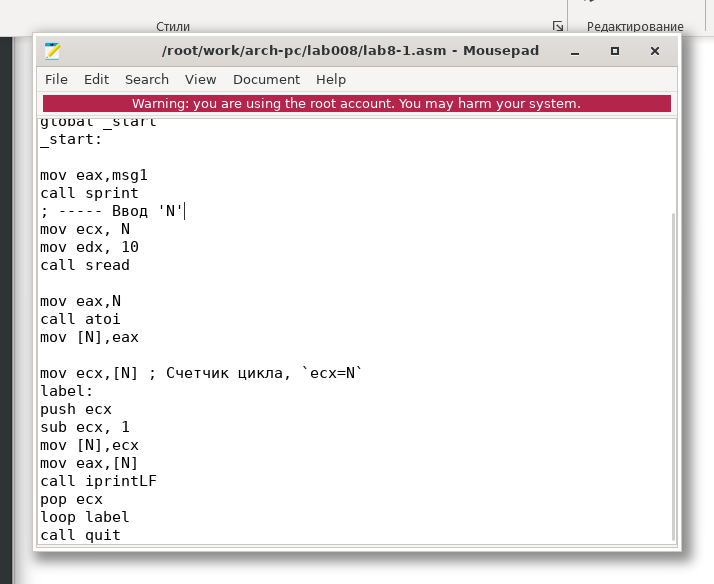 Стили
Редактирование
/root/work/arch-pc/lab008/lab8-1.asm - Mousepad
File Edit Search View Document Help
Warning: you are using the root account. You may harm your system.
global _start
_start:
mov eax,msg1
call sprint
; ----- Ввод 'N'
mov ecx, N
mov edx, 10
call sread
mov eax,N
call atoi
mov [N],eax
mov ecx,[N] ; Счетчик цикла, `ecx=N`
label:
push ecx
sub ecx, 1
mov [N],ecx
mov eax,[N]
call iprintLF
pop ecx
loop label
call quit